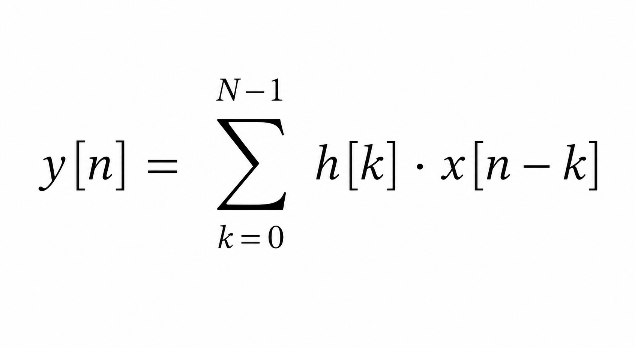 N−1
y[n] = ∑ h[k] · x[n − k]
k=0